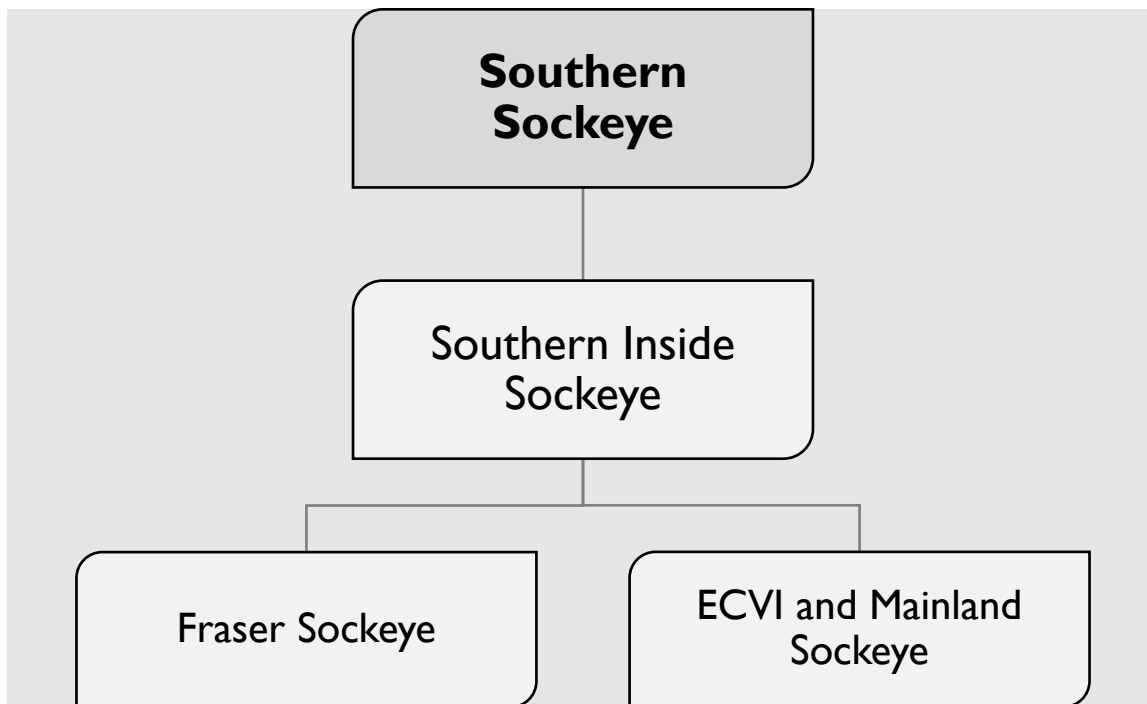 Southern
Sockeye
Southern Inside
Sockeye
Fraser Sockeye
ECVI and Mainland
Sockeye